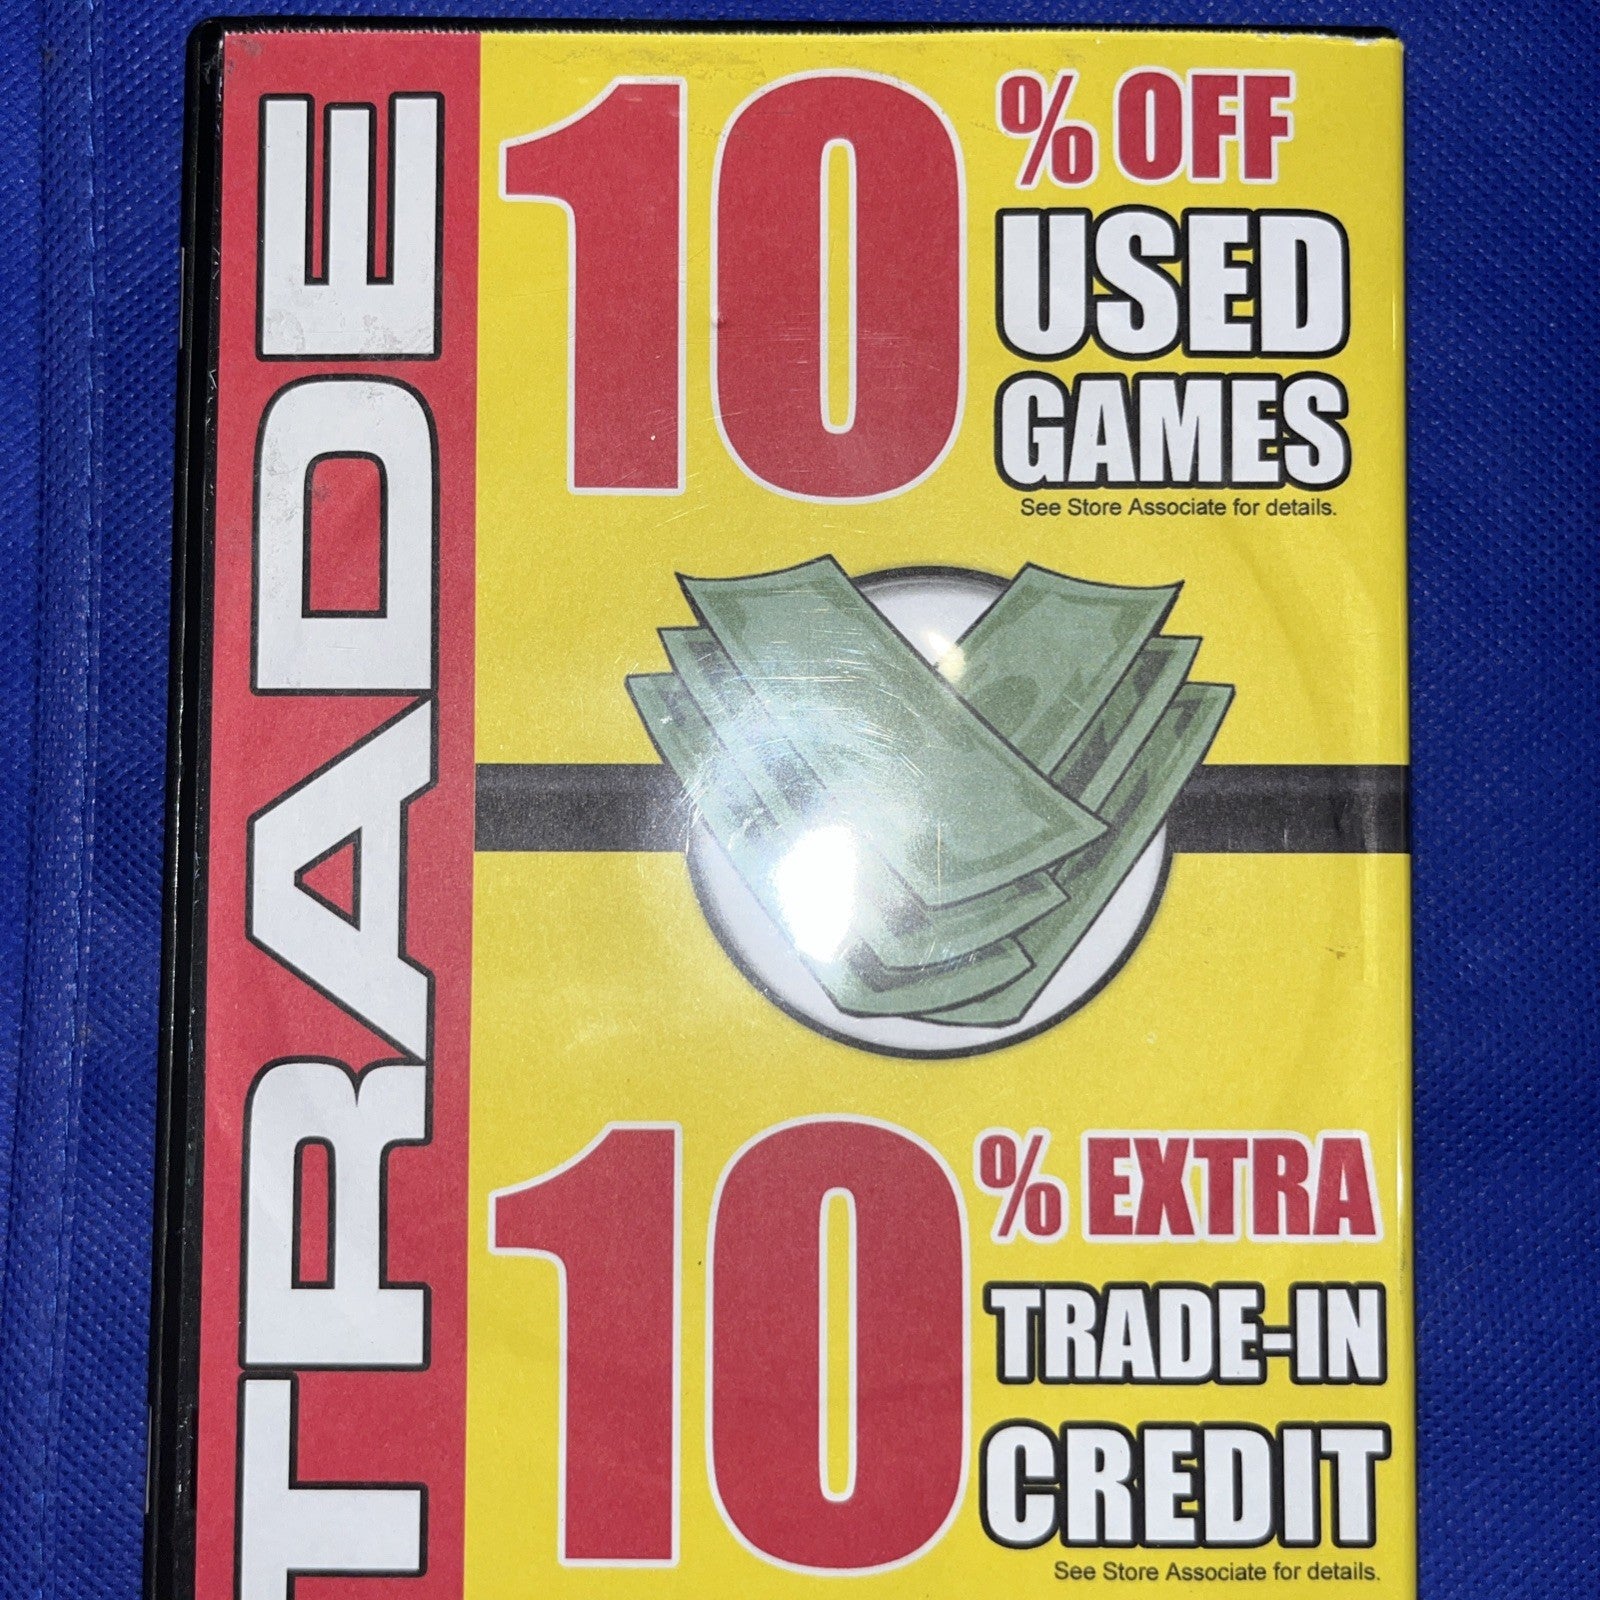 TRADE
10% OFF
USED
GAMES
See Store Associate for details.
10% EXTRA
TRADE-IN
CREDIT
See Store Associate for details.